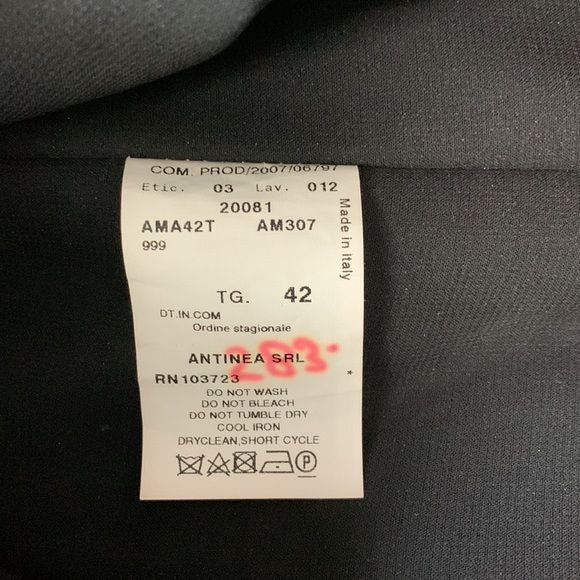 COM. PROD/2007/06797
Etic. 03 Lav. 012
20081
AMA42T AM307
999
Made in Italy
TG. 42
DT.IN.COM
Ordine stagionale
283.
ANTINEA SRL
RN103723 *
DO NOT WASH
DO NOT BLEACH
DO NOT TUMBLE DRY
COOL IRON
DRYCLEAN,SHORT CYCLE
P